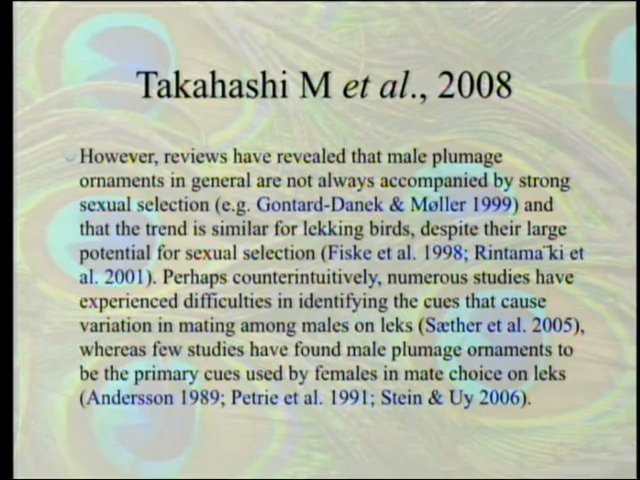 Takahashi M et al., 2008
However, reviews have revealed that male plumage
ornaments in general are not always accompanied by strong
sexual selection (e.g. Gontard-Danek & Møller 1999) and
that the trend is similar for lekking birds, despite their large
potential for sexual selection (Fiske et al. 1998; Rintama¨ki et
al. 2001). Perhaps counterintuitively, numerous studies have
experienced difficulties in identifying the cues that cause
variation in mating among males on leks (Sæther et al. 2005),
whereas few studies have found male plumage ornaments to
be the primary cues used by females in mate choice on leks
(Andersson 1989; Petrie et al. 1991; Stein & Uy 2006).